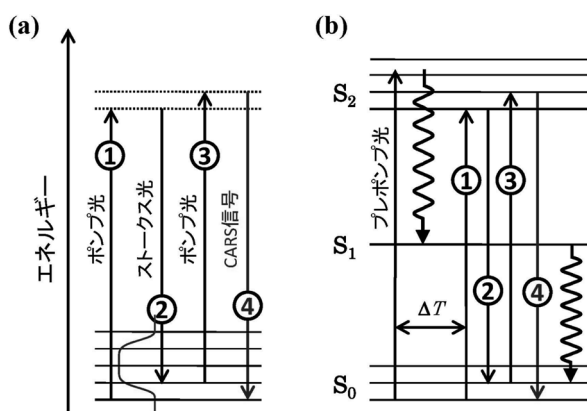 (a)
エネルギー
①
ポンプ光
ストークス光
②
③
ポンプ光
CARS信号
④
(b)
S₂
プレポンプ光
①
③
S₁
②
④
ΔT
S₀